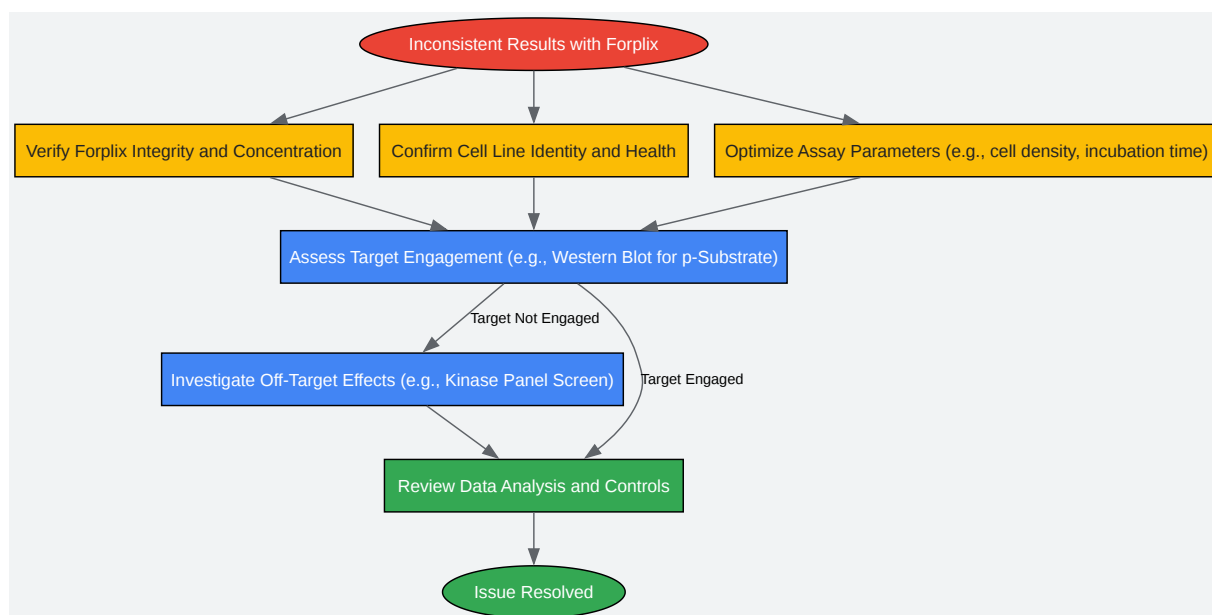 Inconsistent Results with Forplix
Verify Forplix Integrity and Concentration
Confirm Cell Line Identity and Health
Optimize Assay Parameters (e.g., cell density, incubation time)
Assess Target Engagement (e.g., Western Blot for p-Substrate)
Target Not Engaged
Investigate Off-Target Effects (e.g., Kinase Panel Screen)
Target Engaged
Review Data Analysis and Controls
Issue Resolved